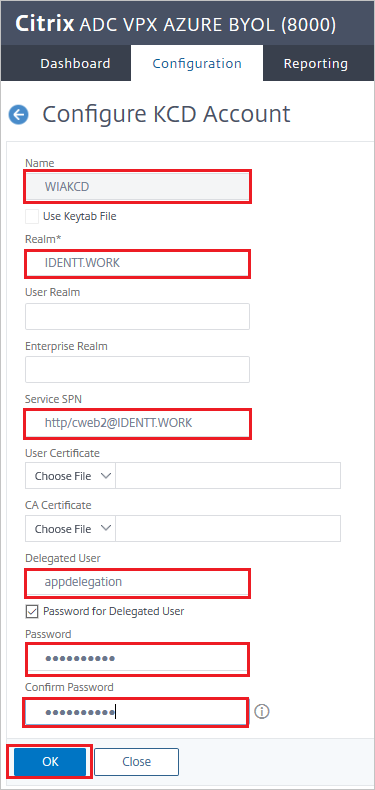 Citrix ADC VPX AZURE BYOL (8000)
Dashboard Configuration Reporting
Configure KCD Account
Name
WIAKCD
Use Keytab File
Realm*
IDENTT.WORK
User Realm
Enterprise Realm
Service SPN
http/cweb2@IDENTT.WORK
User Certificate
Choose File
CA Certificate
Choose File
Delegated User
appdelegation
Password for Delegated User
Password
●●●●●●●●●●
Confirm Password
●●●●●●●●●●
OK Close